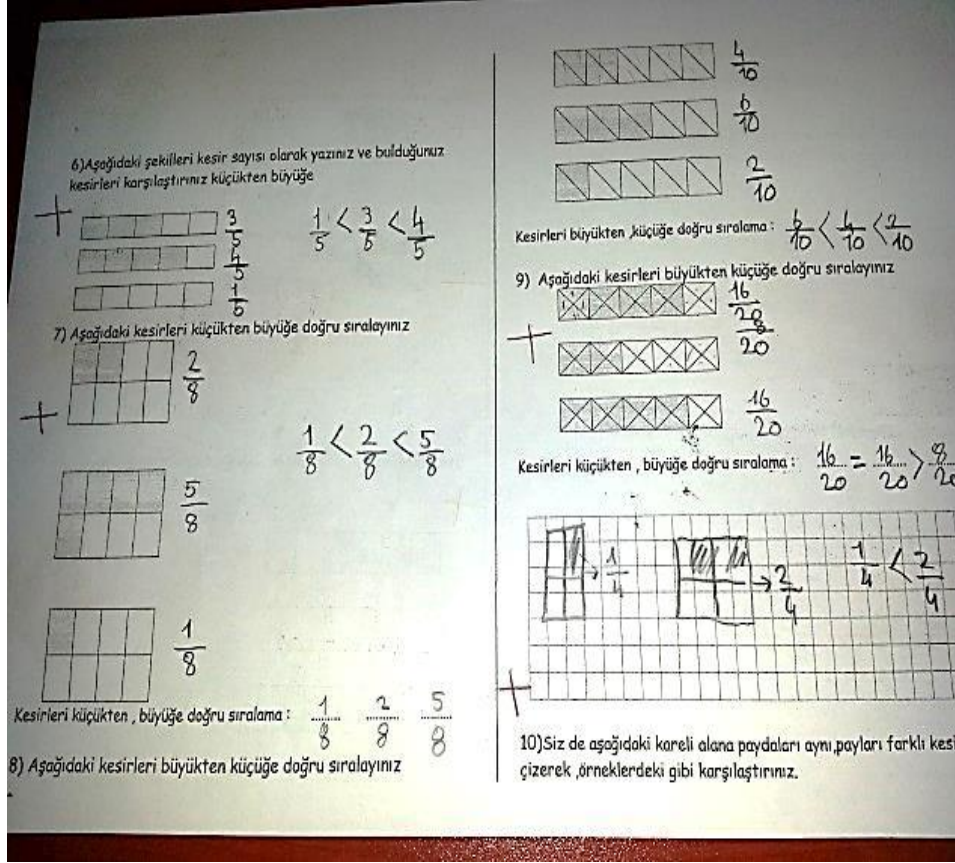 6)Aşağıdaki şekilleri kesir sayısı olarak yazınız ve bulduğunuz
kesirleri karşılaştırınız küçükten büyüğe
3/5
1/5 < 3/5 < 4/5
4/5
1/5
7) Aşağıdaki kesirleri küçükten büyüğe doğru sıralayınız
2/8
1/8 < 2/8 < 5/8
5/8
1/8
Kesirleri küçükten , büyüğe doğru sıralama : 1/8 2/8 5/8
8) Aşağıdaki kesirleri büyükten küçüğe doğru sıralayınız
4/10
6/10
2/10
Kesirleri büyükten ,küçüğe doğru sıralama : 6/10 < 4/10 < 2/10
9) Aşağıdaki kesirleri büyükten küçüğe doğru sıralayınız
16/20
8/20
16/20
Kesirleri küçükten , büyüğe doğru sıralama : 16/20 = 16/20 > 8/20
→ 1/4 → 2/4 1/4 < 2/4
10)Siz de aşağıdaki kareli alana paydaları aynı,payları farklı kesi
çizerek ,örneklerdeki gibi karşılaştırınız.